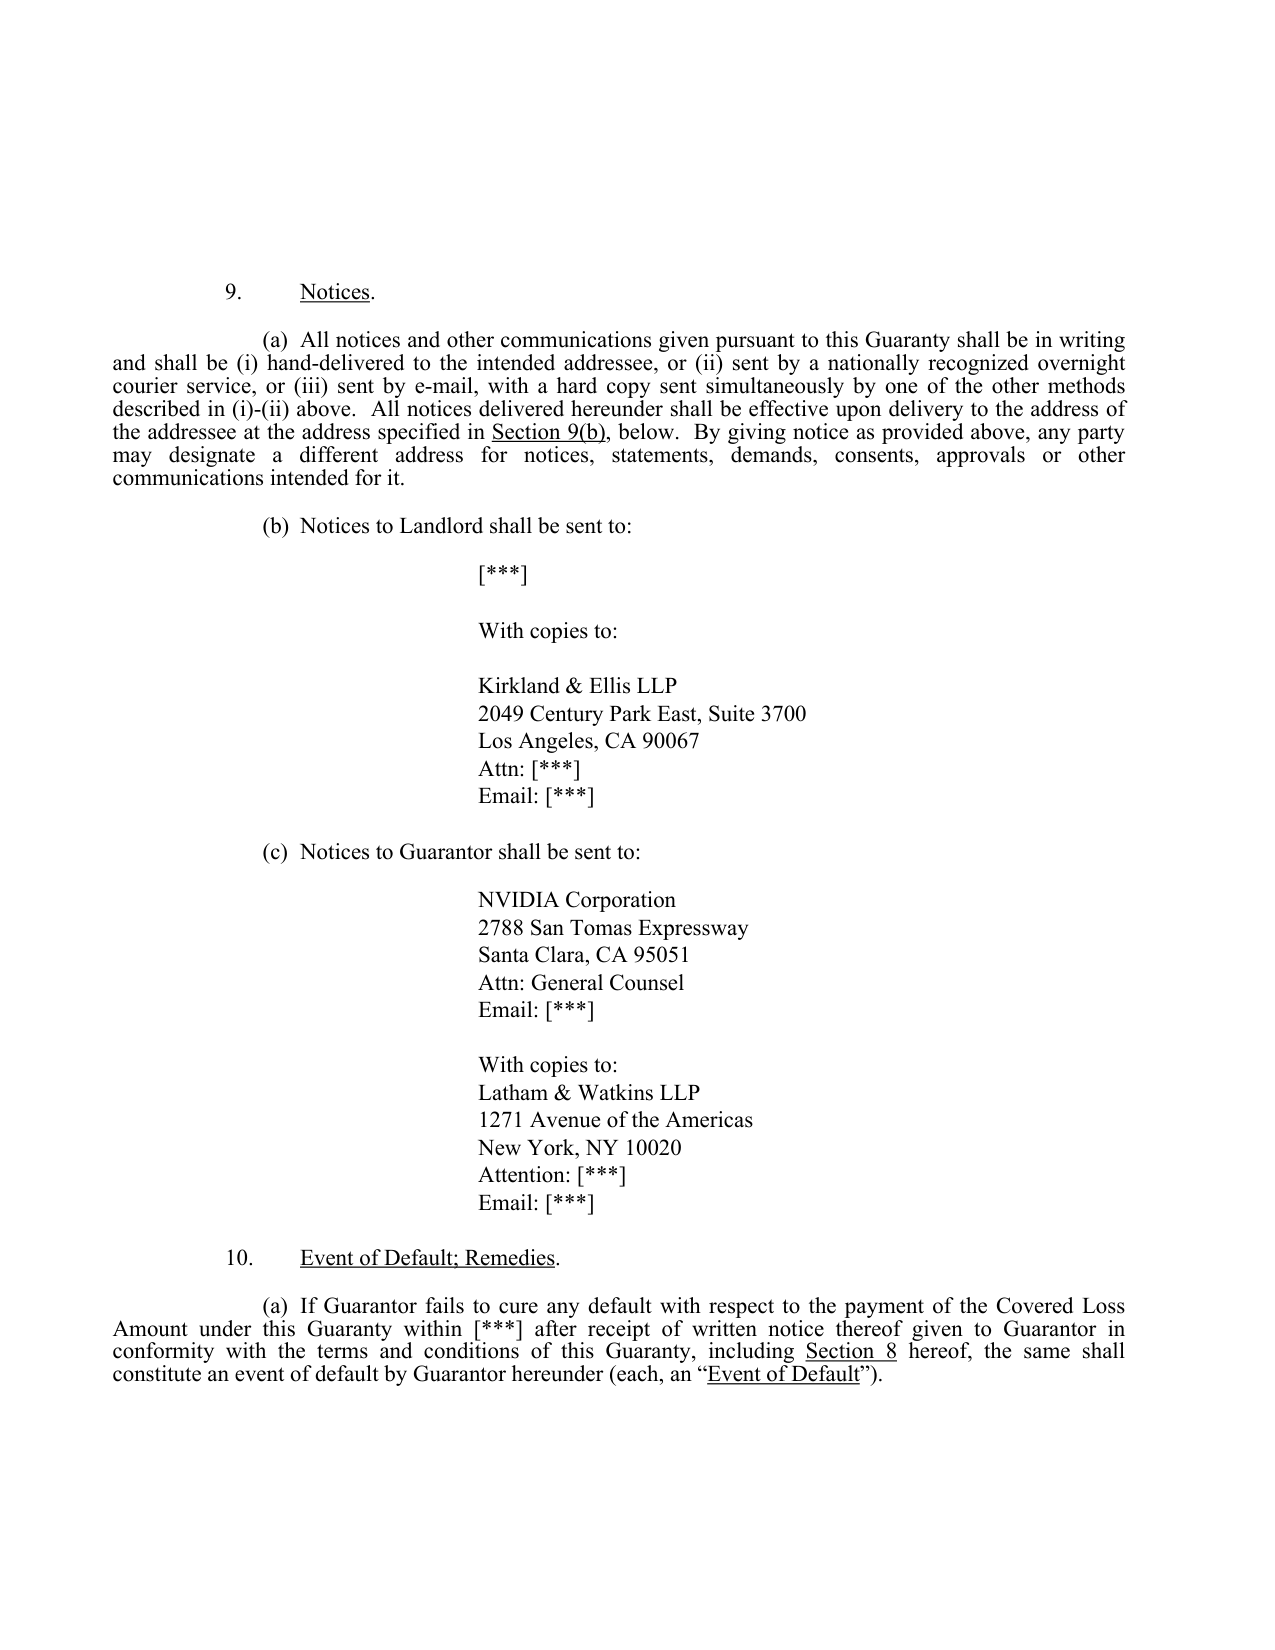 9. Notices.
(a) All notices and other communications given pursuant to this Guaranty shall be in writing
and shall be (i) hand-delivered to the intended addressee, or (ii) sent by a nationally recognized overnight
courier service, or (iii) sent by e-mail, with a hard copy sent simultaneously by one of the other methods
described in (i)-(ii) above. All notices delivered hereunder shall be effective upon delivery to the address of
the addressee at the address specified in Section 9(b), below. By giving notice as provided above, any party
may designate a different address for notices, statements, demands, consents, approvals or other
communications intended for it.
(b) Notices to Landlord shall be sent to:
[***]
With copies to:
Kirkland & Ellis LLP
2049 Century Park East, Suite 3700
Los Angeles, CA 90067
Attn: [***]
Email: [***]
(c) Notices to Guarantor shall be sent to:
NVIDIA Corporation
2788 San Tomas Expressway
Santa Clara, CA 95051
Attn: General Counsel
Email: [***]
With copies to:
Latham & Watkins LLP
1271 Avenue of the Americas
New York, NY 10020
Attention: [***]
Email: [***]
10. Event of Default; Remedies.
(a) If Guarantor fails to cure any default with respect to the payment of the Covered Loss
Amount under this Guaranty within [***] after receipt of written notice thereof given to Guarantor in
conformity with the terms and conditions of this Guaranty, including Section 8 hereof, the same shall
constitute an event of default by Guarantor hereunder (each, an “Event of Default”).